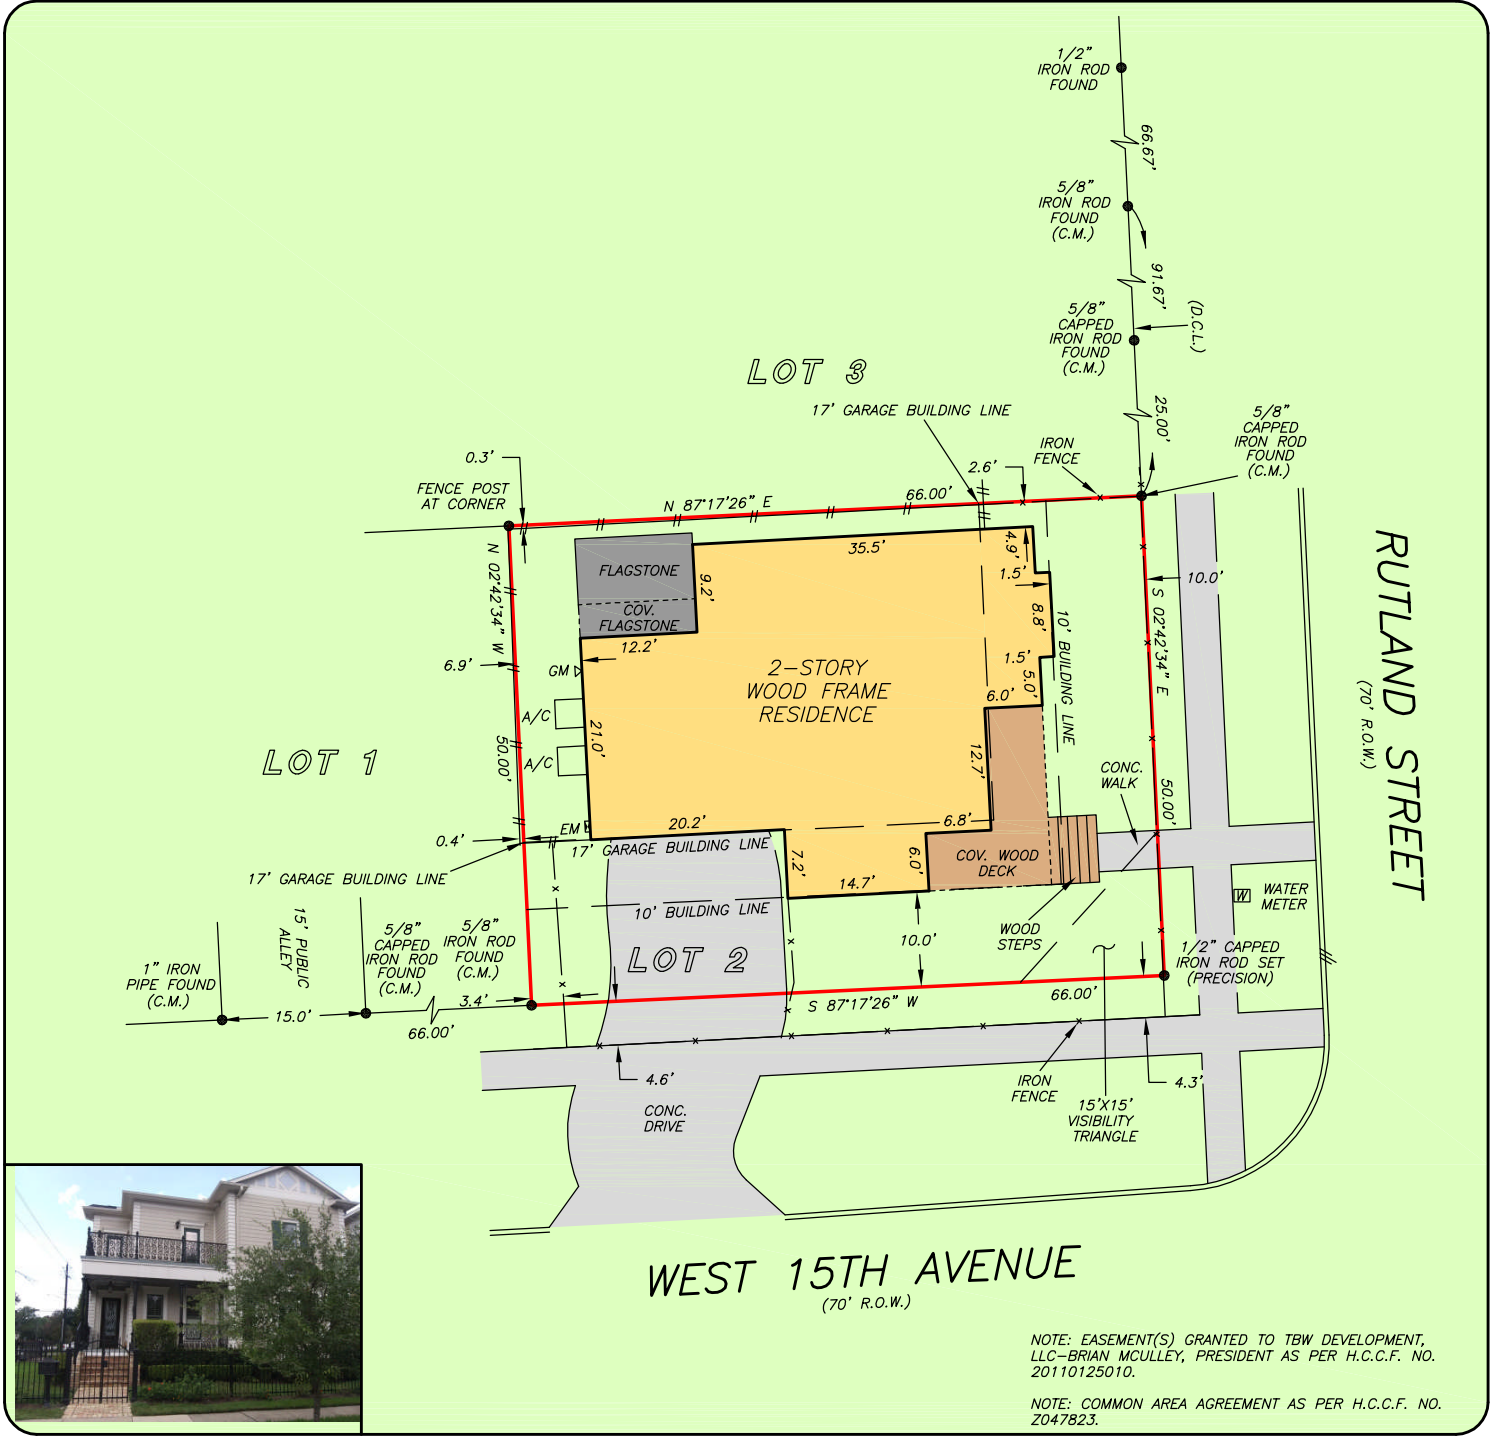 1/2"
IRON ROD
FOUND
66.67'
5/8"
IRON ROD
FOUND
(C.M.)
91.67'
5/8"
CAPPED
IRON ROD
FOUND
(C.M.)
(D.C.L.)
LOT 3
17' GARAGE BUILDING LINE
25.00'
5/8"
CAPPED
IRON ROD
FOUND
(C.M.)
IRON
FENCE
0.3'
2.6'
FENCE POST
AT CORNER
N 87°17'26" E
66.00'
35.5'
4.9'
N 02°42'34" W
FLAGSTONE
9.2'
1.5'
10.0'
COV.
FLAGSTONE
8.8'
S 02°42'34" E
10' BUILDING LINE
12.2'
6.9'
GM
2-STORY
WOOD FRAME
RESIDENCE
1.5'
5.0'
6.0'
A/C
A/C
21.0'
50.00'
12.7'
LOT 1
CONC.
WALK
50.00'
RUTLAND STREET
(70' R.O.W.)
EM
20.2'
6.8'
0.4'
17' GARAGE BUILDING LINE
7.2'
6.0'
COV. WOOD
DECK
17' GARAGE BUILDING LINE
14.7'
10' BUILDING LINE
W
WATER
METER
15' PUBLIC
ALLEY
5/8"
CAPPED
IRON ROD
FOUND
(C.M.)
5/8"
IRON ROD
FOUND
(C.M.)
LOT 2
10.0'
WOOD
STEPS
1/2" CAPPED
IRON ROD SET
(PRECISION)
1" IRON
PIPE FOUND
(C.M.)
3.4'
S 87°17'26" W
66.00'
15.0'
66.00'
4.6'
IRON
FENCE
4.3'
CONC.
DRIVE
15'X15'
VISIBILITY
TRIANGLE
WEST 15TH AVENUE
(70' R.O.W.)
NOTE: EASEMENT(S) GRANTED TO TBW DEVELOPMENT,
LLC-BRIAN MCULLEY, PRESIDENT AS PER H.C.C.F. NO.
20110125010.
NOTE: COMMON AREA AGREEMENT AS PER H.C.C.F. NO.
Z047823.